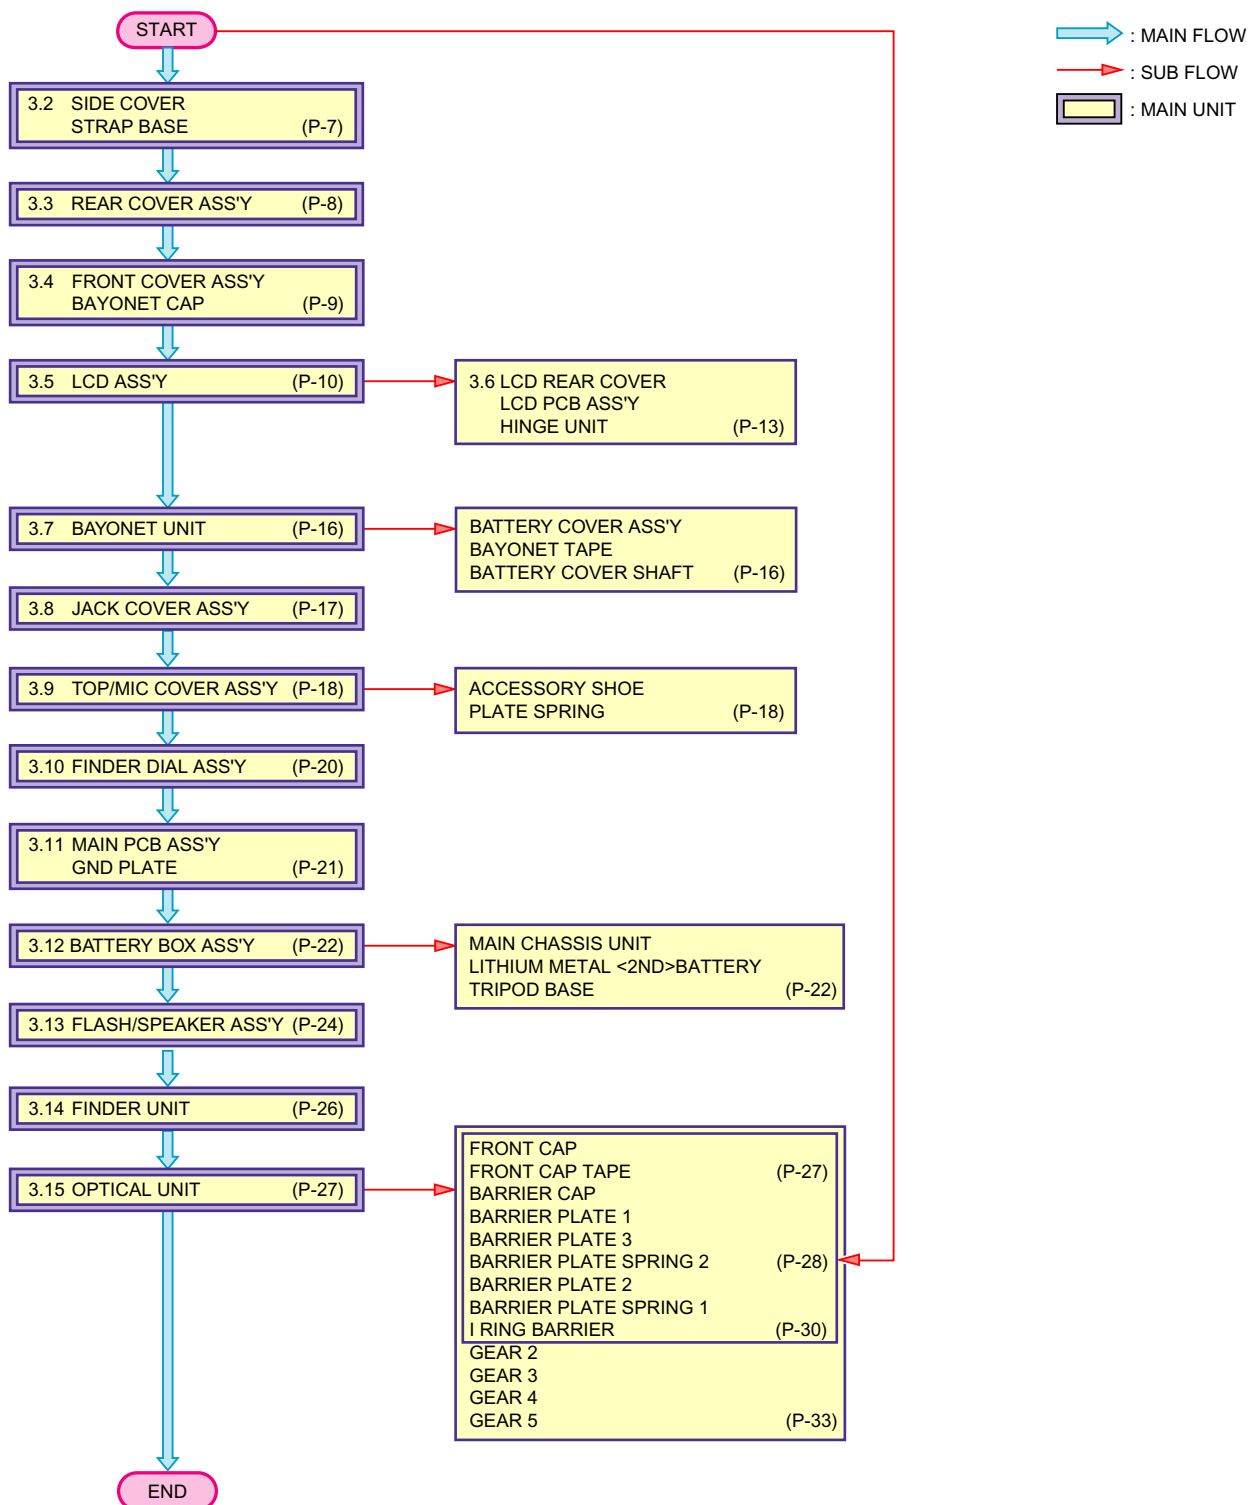 START
: MAIN FLOW
: SUB FLOW
: MAIN UNIT
3.2 SIDE COVER
STRAP BASE (P-7)
3.3 REAR COVER ASS'Y (P-8)
3.4 FRONT COVER ASS'Y
BAYONET CAP (P-9)
3.5 LCD ASS'Y (P-10)
3.6 LCD REAR COVER
LCD PCB ASS'Y
HINGE UNIT (P-13)
3.7 BAYONET UNIT (P-16)
BATTERY COVER ASS'Y
BAYONET TAPE
BATTERY COVER SHAFT (P-16)
3.8 JACK COVER ASS'Y (P-17)
3.9 TOP/MIC COVER ASS'Y (P-18)
ACCESSORY SHOE
PLATE SPRING (P-18)
3.10 FINDER DIAL ASS'Y (P-20)
3.11 MAIN PCB ASS'Y
GND PLATE (P-21)
3.12 BATTERY BOX ASS'Y (P-22)
MAIN CHASSIS UNIT
LITHIUM METAL <2ND>BATTERY
TRIPOD BASE (P-22)
3.13 FLASH/SPEAKER ASS'Y (P-24)
3.14 FINDER UNIT (P-26)
3.15 OPTICAL UNIT (P-27)
FRONT CAP
FRONT CAP TAPE (P-27)
BARRIER CAP
BARRIER PLATE 1
BARRIER PLATE 3
BARRIER PLATE SPRING 2 (P-28)
BARRIER PLATE 2
BARRIER PLATE SPRING 1
I RING BARRIER (P-30)
GEAR 2
GEAR 3
GEAR 4
GEAR 5 (P-33)
END